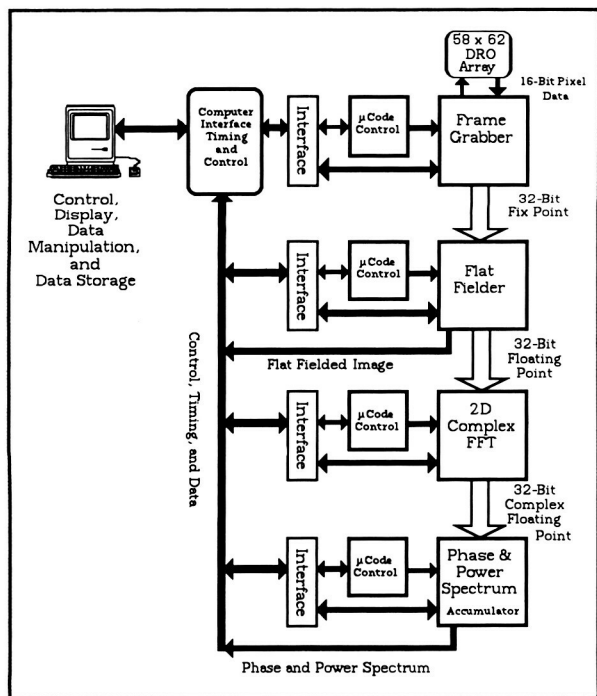 58 x 62
DRO
Array
16-Bit Pixel
Data
Computer
Interface
Timing
and
Control
Interface
μCode
Control
Frame
Grabber
Control,
Display,
Data
Manipulation,
and
Data Storage
32-Bit
Fix Point
Interface
μCode
Control
Flat
Fielder
Flat Fielded Image
32-Bit
Floating
Point
Control, Timing, and Data
Interface
μCode
Control
2D
Complex
FFT
32-Bit
Complex
Floating
Point
Interface
μCode
Control
Phase &
Power
Spectrum
Accumulator
Phase and Power Spectrum